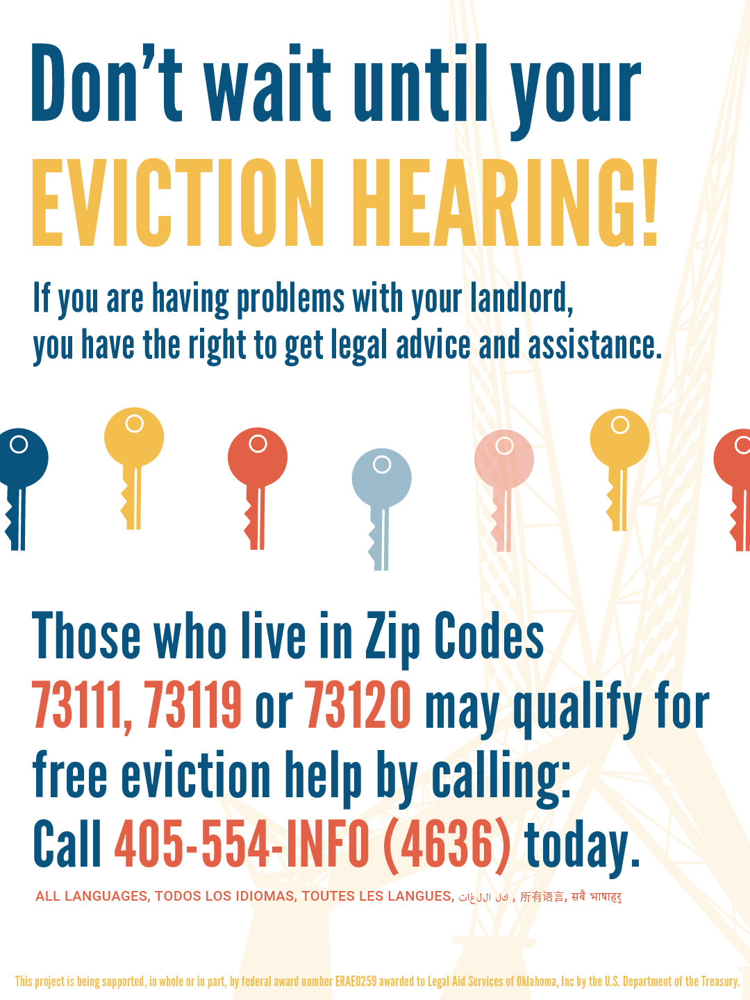 Don’t wait until your
EVICTION HEARING!
If you are having problems with your landlord,
you have the right to get legal advice and assistance.
Those who live in Zip Codes
73111, 73119 or 73120 may qualify for
free eviction help by calling:
Call 405-554-INFO (4636) today.
ALL LANGUAGES, TODOS LOS IDIOMAS, TOUTES LES LANGUES, كل اللغات , 所有语言, सबै भाषाहरु
This project is being supported, in whole or in part, by federal award number ERAE0259 awarded to Legal Aid Services of Oklahoma, Inc by the U.S. Department of the Treasury.